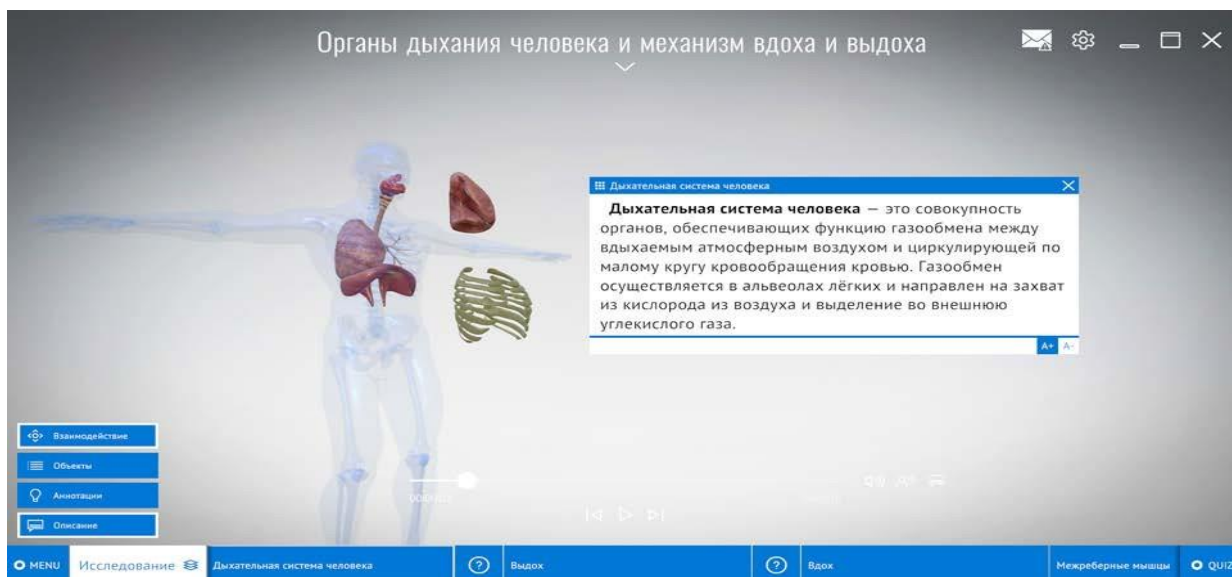 Органы дыхания человека и механизм вдоха и выдоха
Дыхательная система человека
Дыхательная система человека — это совокупность
органов, обеспечивающих функцию газообмена между
вдыхаемым атмосферным воздухом и циркулирующей по
малому кругу кровообращения кровью. Газообмен
осуществляется в альвеолах лёгких и направлен на захват
из кислорода из воздуха и выделение во внешнюю
углекислого газа.
A+ A-
Взаимодействие
Объекты
Аннотации
Описание
MENU Исследование Дыхательная система человека ? Выдох ? Вдох Межреберные мышцы